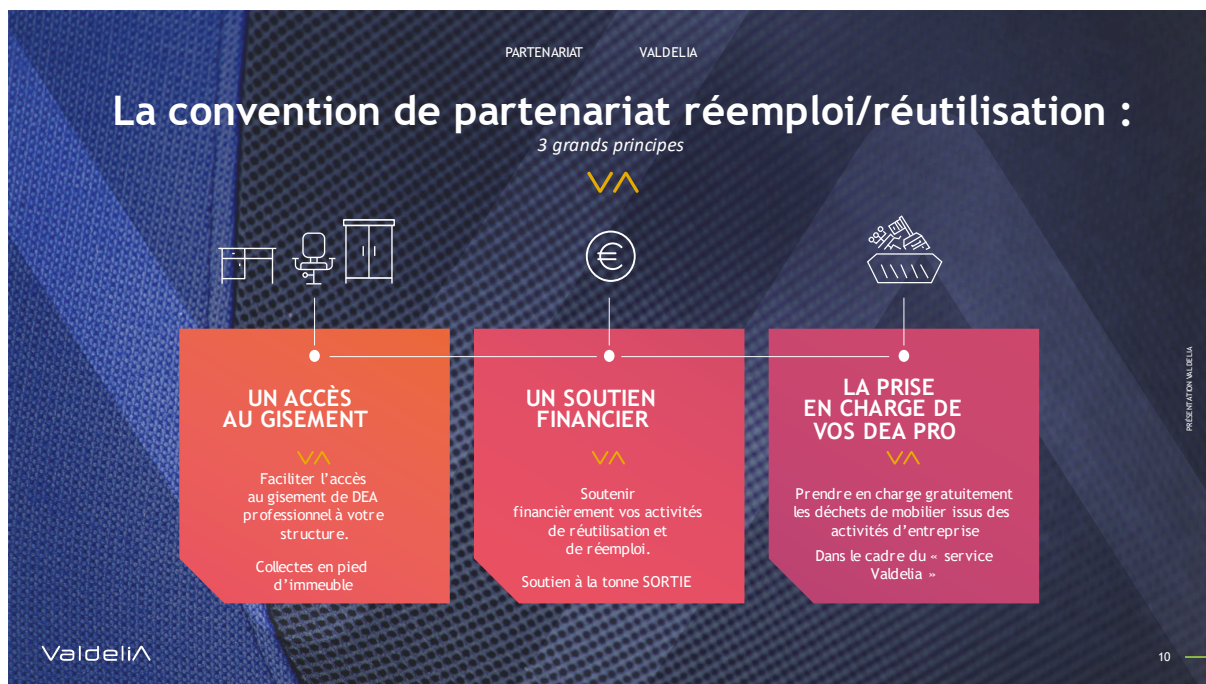 PARTENARIAT VALDELIA
La convention de partenariat réemploi/réutilisation :
3 grands principes
UN ACCÈS
AU GISEMENT
Faciliter l’accès
au gisement de DEA
professionnel à votre
structure.
Collectes en pied
d’immeuble
UN SOUTIEN
FINANCIER
Soutenir
financièrement vos activités
de réutilisation et
de réemploi.
Soutien à la tonne SORTIE
LA PRISE
EN CHARGE DE
VOS DEA PRO
Prendre en charge gratuitement
les déchets de mobilier issus des
activités d’entreprise
Dans le cadre du « service
Valdelia »
PRÉSENTATION VALDELIA
Valdelia
10